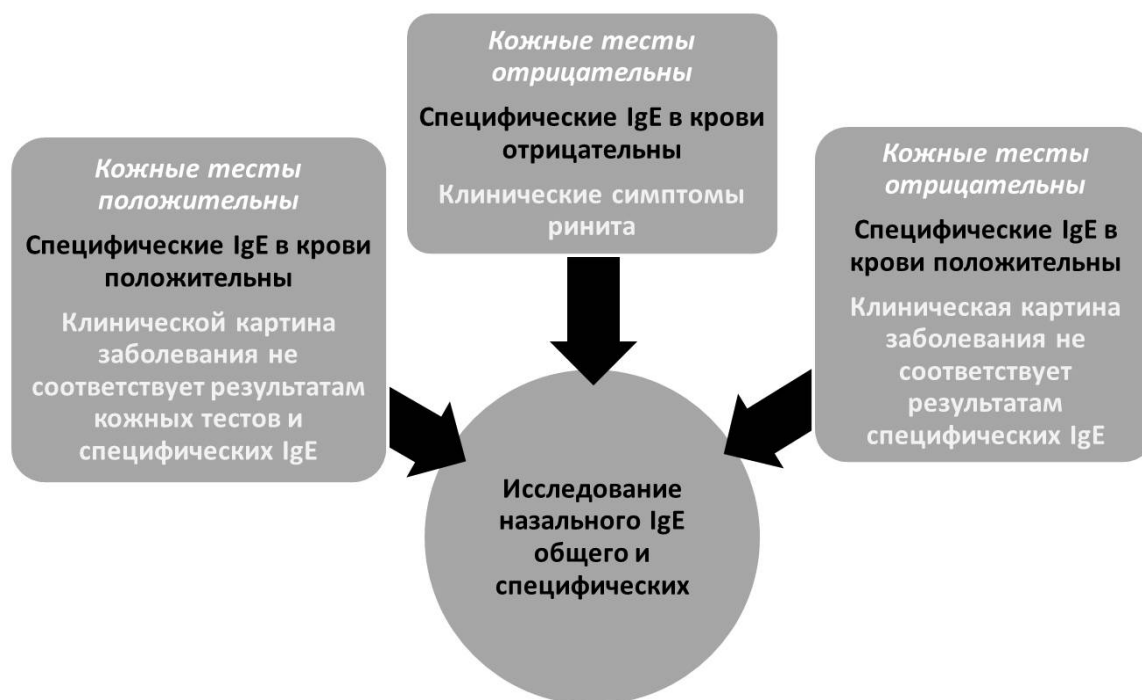 Кожные тесты
положительны
Специфические IgE в крови
положительны
Клинической картина
заболевания не
соответствует результатам
кожных тестов и
специфических IgE
Кожные тесты
отрицательны
Специфические IgE в крови
отрицательны
Клинические симптомы
ринита
Кожные тесты
отрицательны
Специфические IgE в
крови положительны
Клиническая картина
заболевания не
соответствует
результатам
специфических IgE
Исследование
назального IgE
общего и
специфических